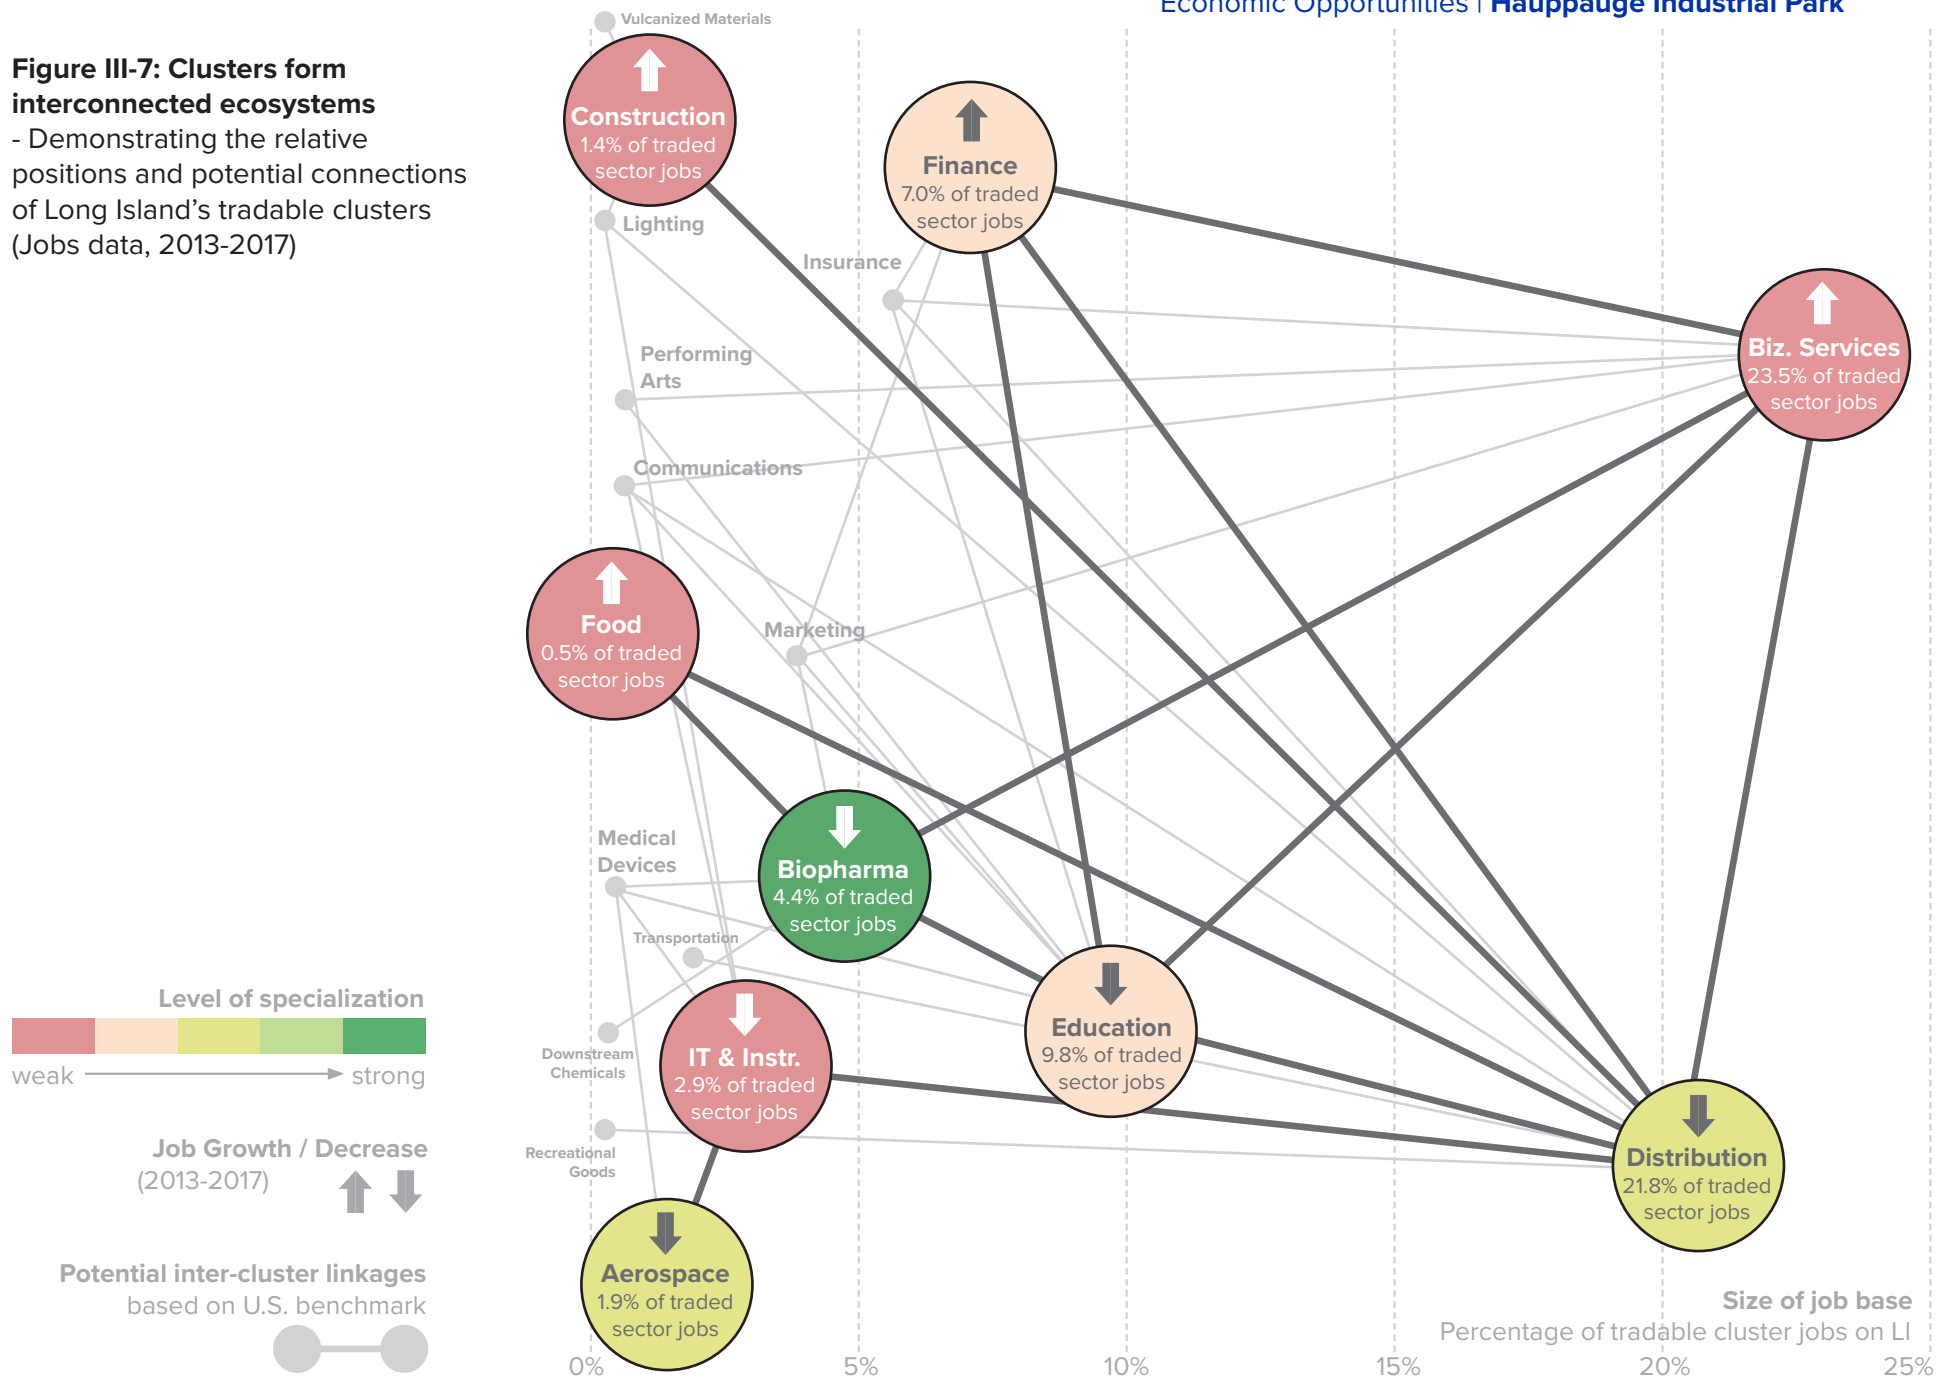 Economic Opportunities | Hauppauge Industrial Park
Figure III-7: Clusters form
interconnected ecosystems
- Demonstrating the relative
positions and potential connections
of Long Island’s tradable clusters
(Jobs data, 2013-2017)
Vulcanized Materials
Construction
1.4% of traded
sector jobs
Finance
7.0% of traded
sector jobs
Lighting
Insurance
Biz. Services
23.5% of traded
sector jobs
Performing
Arts
Communications
Food
0.5% of traded
sector jobs
Marketing
Medical
Devices
Biopharma
4.4% of traded
sector jobs
Transportation
Downstream
Chemicals
IT & Instr.
2.9% of traded
sector jobs
Education
9.8% of traded
sector jobs
Recreational
Goods
Distribution
21.8% of traded
sector jobs
Aerospace
1.9% of traded
sector jobs
Level of specialization
weak
strong
Job Growth / Decrease
(2013-2017)
Potential inter-cluster linkages
based on U.S. benchmark
Size of job base
Percentage of tradable cluster jobs on LI
0%
5%
10%
15%
20%
25%